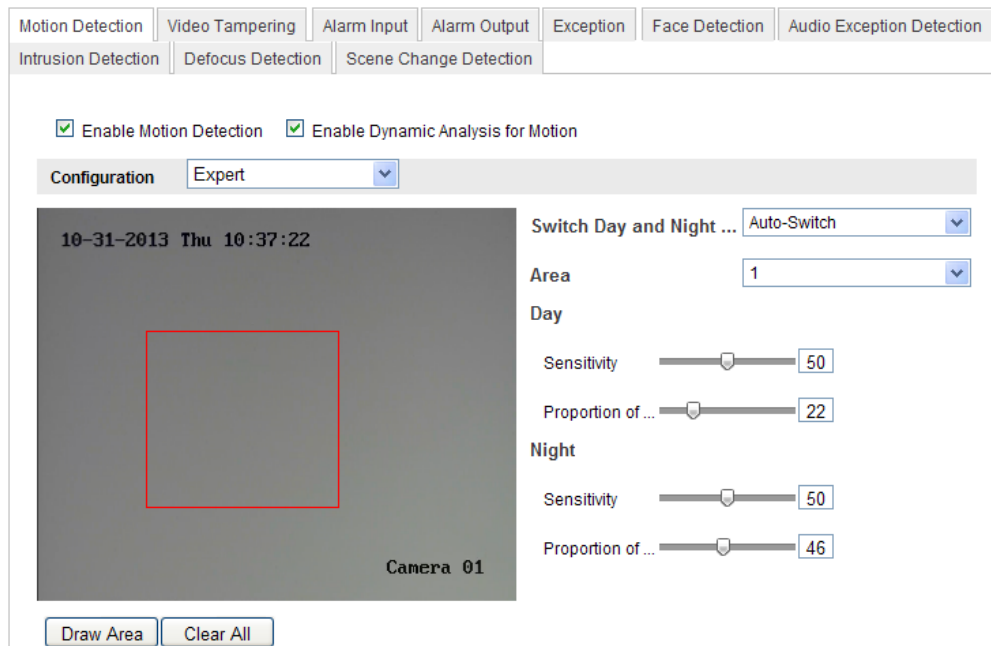 Motion Detection Video Tampering Alarm Input Alarm Output Exception Face Detection Audio Exception Detection
Intrusion Detection Defocus Detection Scene Change Detection
Enable Motion Detection Enable Dynamic Analysis for Motion
Configuration Expert
10-31-2013 Thu 10:37:22
Camera 01
Switch Day and Night ... Auto-Switch
Area 1
Day
Sensitivity 50
Proportion of ... 22
Night
Sensitivity 50
Proportion of ... 46
Draw Area Clear All